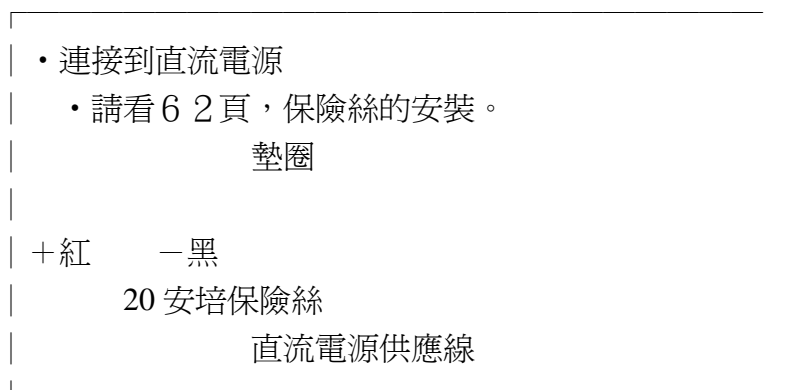 ・連接到直流電源
・請看６２頁，保險絲的安裝。
墊圈
＋紅　　－黑
20 安培保險絲
直流電源供應線